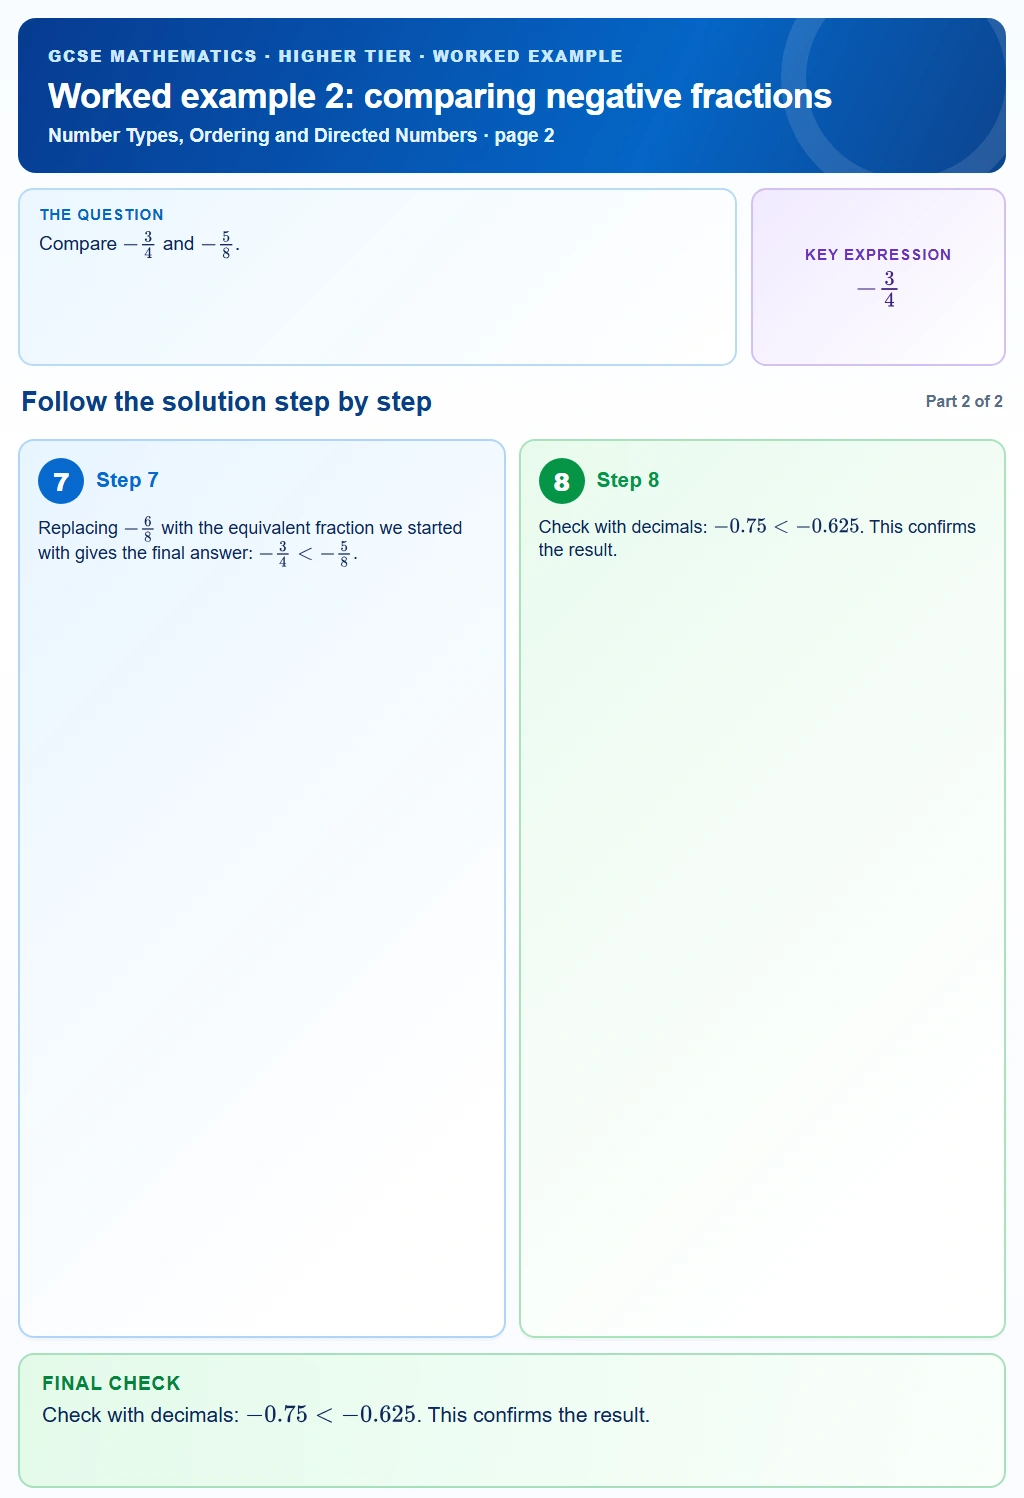 GCSE MATHEMATICS · HIGHER TIER · WORKED EXAMPLE
Worked example 2: comparing negative fractions
Number Types, Ordering and Directed Numbers · page 2
THE QUESTION
Compare −3/4 and −5/8.
KEY EXPRESSION
−3/4
Follow the solution step by step
Part 2 of 2
7 Step 7
Replacing −6/8 with the equivalent fraction we started
with gives the final answer: −3/4 < −5/8.
8 Step 8
Check with decimals: −0.75 < −0.625. This confirms
the result.
FINAL CHECK
Check with decimals: −0.75 < −0.625. This confirms the result.